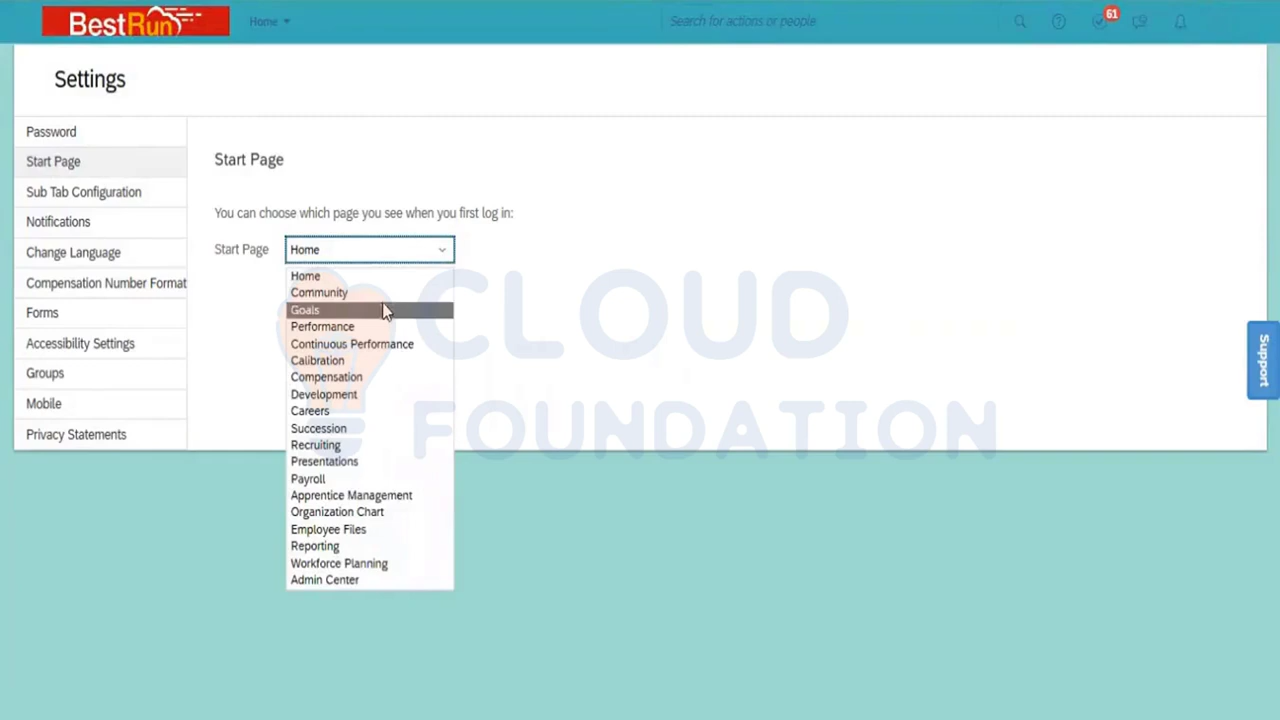 BestRun
Home
Search for actions or people
61
Settings
Password
Start Page
Sub Tab Configuration
Notifications
Change Language
Compensation Number Format
Forms
Accessibility Settings
Groups
Mobile
Privacy Statements
Start Page
You can choose which page you see when you first log in:
Start Page
Home
Home
Community
Goals
Performance
Continuous Performance
Calibration
Compensation
Development
Careers
Succession
Recruiting
Presentations
Payroll
Apprentice Management
Organization Chart
Employee Files
Reporting
Workforce Planning
Admin Center
CLOUD
FOUNDATION
Support